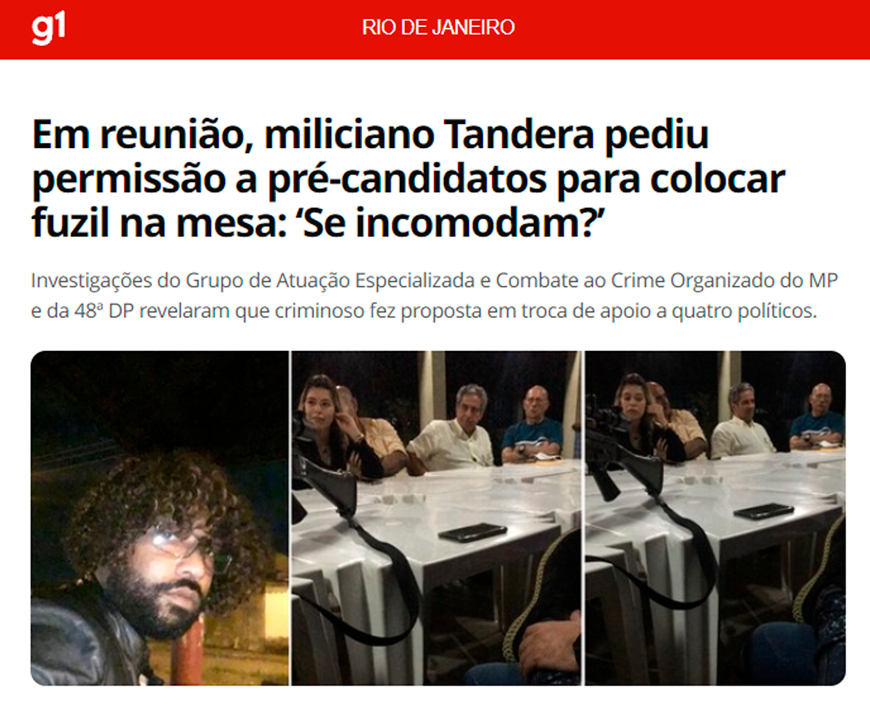 g1
RIO DE JANEIRO
Em reunião, miliciano Tandera pediu
permissão a pré-candidatos para colocar
fuzil na mesa: ‘Se incomodam?’
Investigações do Grupo de Atuação Especializada e Combate ao Crime Organizado do MP
e da 48ª DP revelaram que criminoso fez proposta em troca de apoio a quatro políticos.